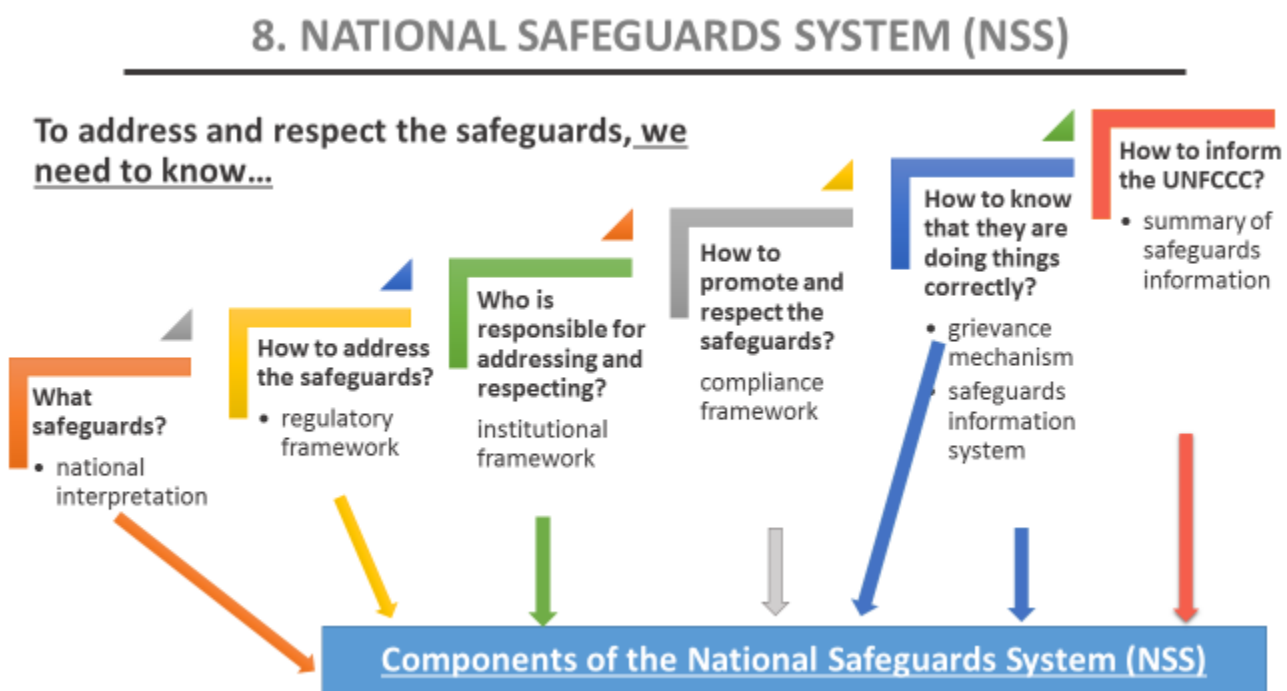 8. NATIONAL SAFEGUARDS SYSTEM (NSS)
To address and respect the safeguards, we
need to know...
What
safeguards?
• national
interpretation
How to address
the safeguards?
• regulatory
framework
Who is
responsible for
addressing and
respecting?
institutional
framework
How to
promote and
respect the
safeguards?
compliance
framework
How to know
that they are
doing things
correctly?
• grievance
mechanism
• safeguards
information
system
How to inform
the UNFCCC?
• summary of
safeguards
information
Components of the National Safeguards System (NSS)